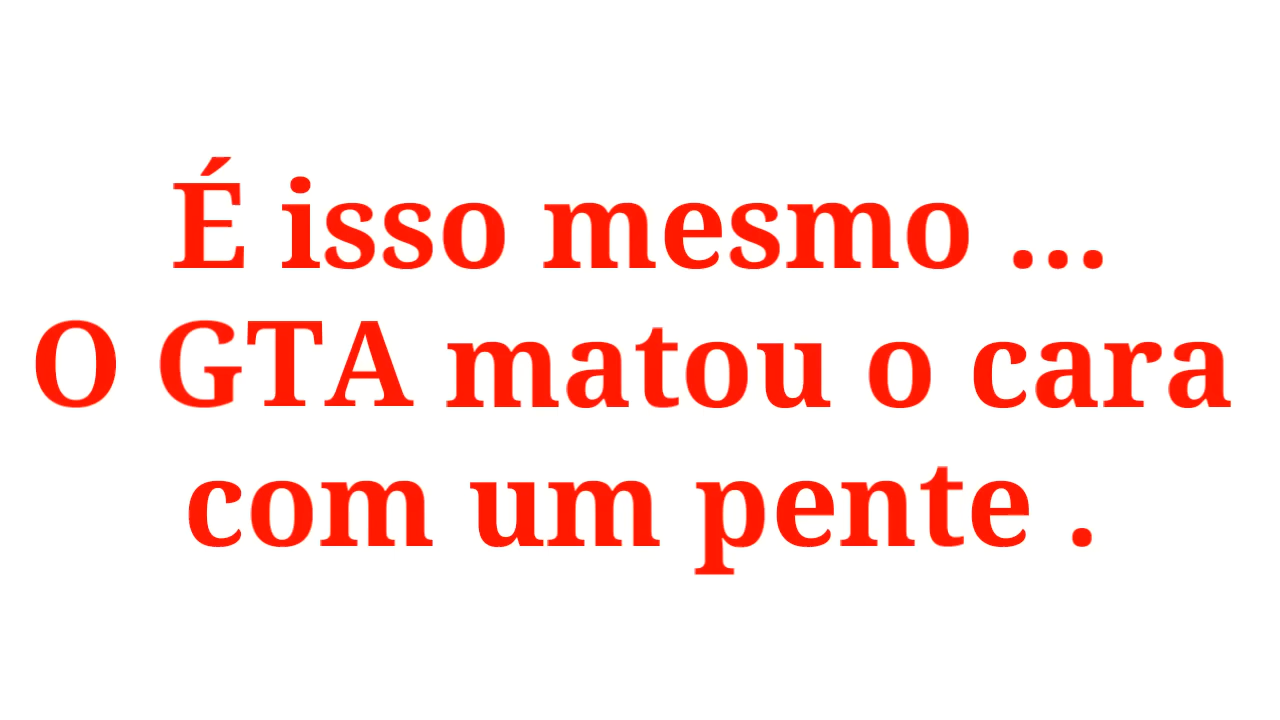 É isso mesmo ...
O GTA matou o cara
com um pente .